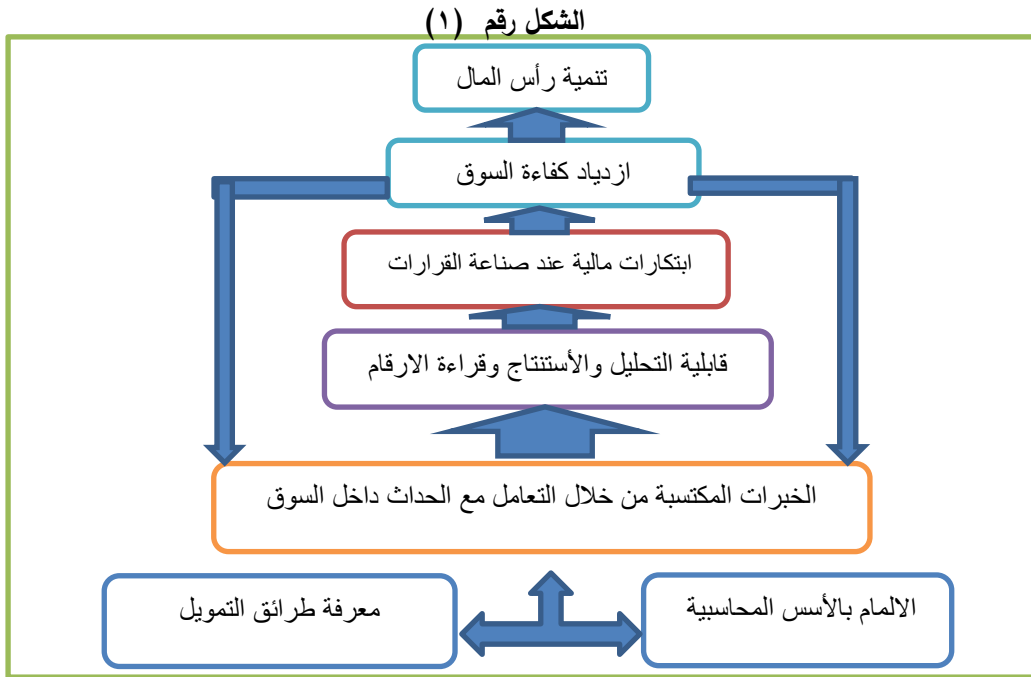 الشكل رقم (١)
تنمية رأس المال
ازدياد كفاءة السوق
ابتكارات مالية عند صناعة القرارات
قابلية التحليل والأستنتاج وقراءة الارقام
الخبرات المكتسبة من خلال التعامل مع الحداث داخل السوق
الالمام بالأسس المحاسبية
معرفة طرائق التمويل